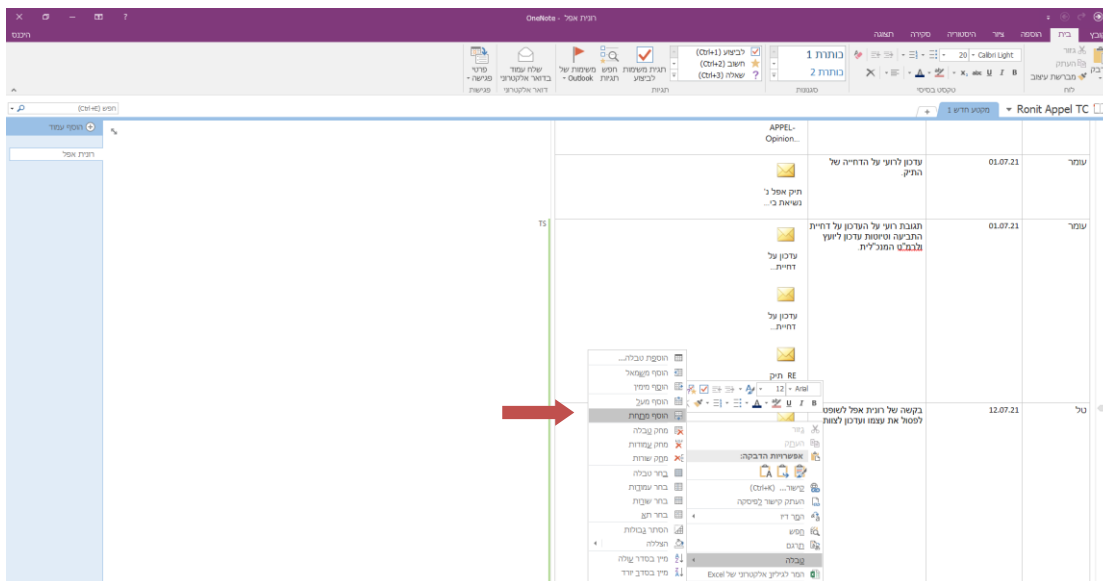 רונית אפל - OneNote
קובץ
בית
הוספה
ציור
היסטוריה
סקירה
תצוגה
היכנס
גזור
העתק
מברשת עיצוב
לוח
Calibri Light
20
טקסט בסיסי
כותרת 1
כותרת 2
סגנונות
לביצוע (Ctrl+1)
חשוב (Ctrl+2)
שאלה (Ctrl+3)
תגית משימות לביצוע
חפש תגיות
משימות של Outlook
תגיות
שלח עמוד בדואר אלקטרוני
דואר אלקטרוני
פרטי פגישה
פגישות
Ronit Appel TC
מקטע חדש 1
חפש (Ctrl+E)
הוסף עמוד
רונית אפל
APPEL-
Opinion...
עומר
01.07.21
עדכון לרועי על הדחייה של
התיק.
תיק אפל נ'
נשיאת בי...
TS
עומר
01.07.21
תגובת רועי על העדכון על דחיית
התביעה וטיוטות עדכון ליועץ
ולרמ"ט המנכ"לית.
עדכון על
דחיית...
עדכון על
דחיית...
RE תיק
טל
12.07.21
בקשה של רונית אפל לשופט
לפסול את עצמו ועדכון לצוות
Arial
12
גזור
העתק
אפשרויות הדבקה:
קישור... (Ctrl+K)
העתק קישור לפיסקה
המר דיו
חפש
תרגם
טבלה
המר לגיליון אלקטרוני של Excel
הוספת טבלה...
הוסף משמאל
הוסף מימין
הוסף מעל
הוסף מתחת
מחק טבלה
מחק עמודות
מחק שורות
בחר טבלה
בחר עמודות
בחר שורות
בחר תא
הסתר גבולות
הצללה
מיין בסדר עולה
מיין בסדר יורד